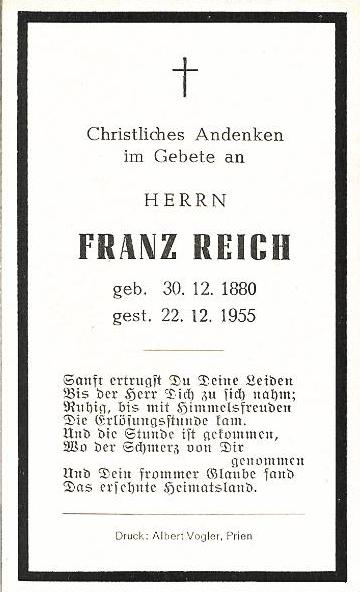 Christliches Andenken
im Gebete an
HERRN
FRANZ REICH
geb. 30. 12. 1880
gest. 22. 12. 1955
Sanft ertrugst Du Deine Leiden
Bis der Herr Dich zu sich nahm;
Ruhig, bis mit Himmelsfreuden
Die Erlösungsstunde kam.
Und die Stunde ist gekommen,
Wo der Schmerz von Dir
genommen
Und Dein frommer Glaube fand
Das ersehnte Heimatsland.
Druck: Albert Vogler, Prien